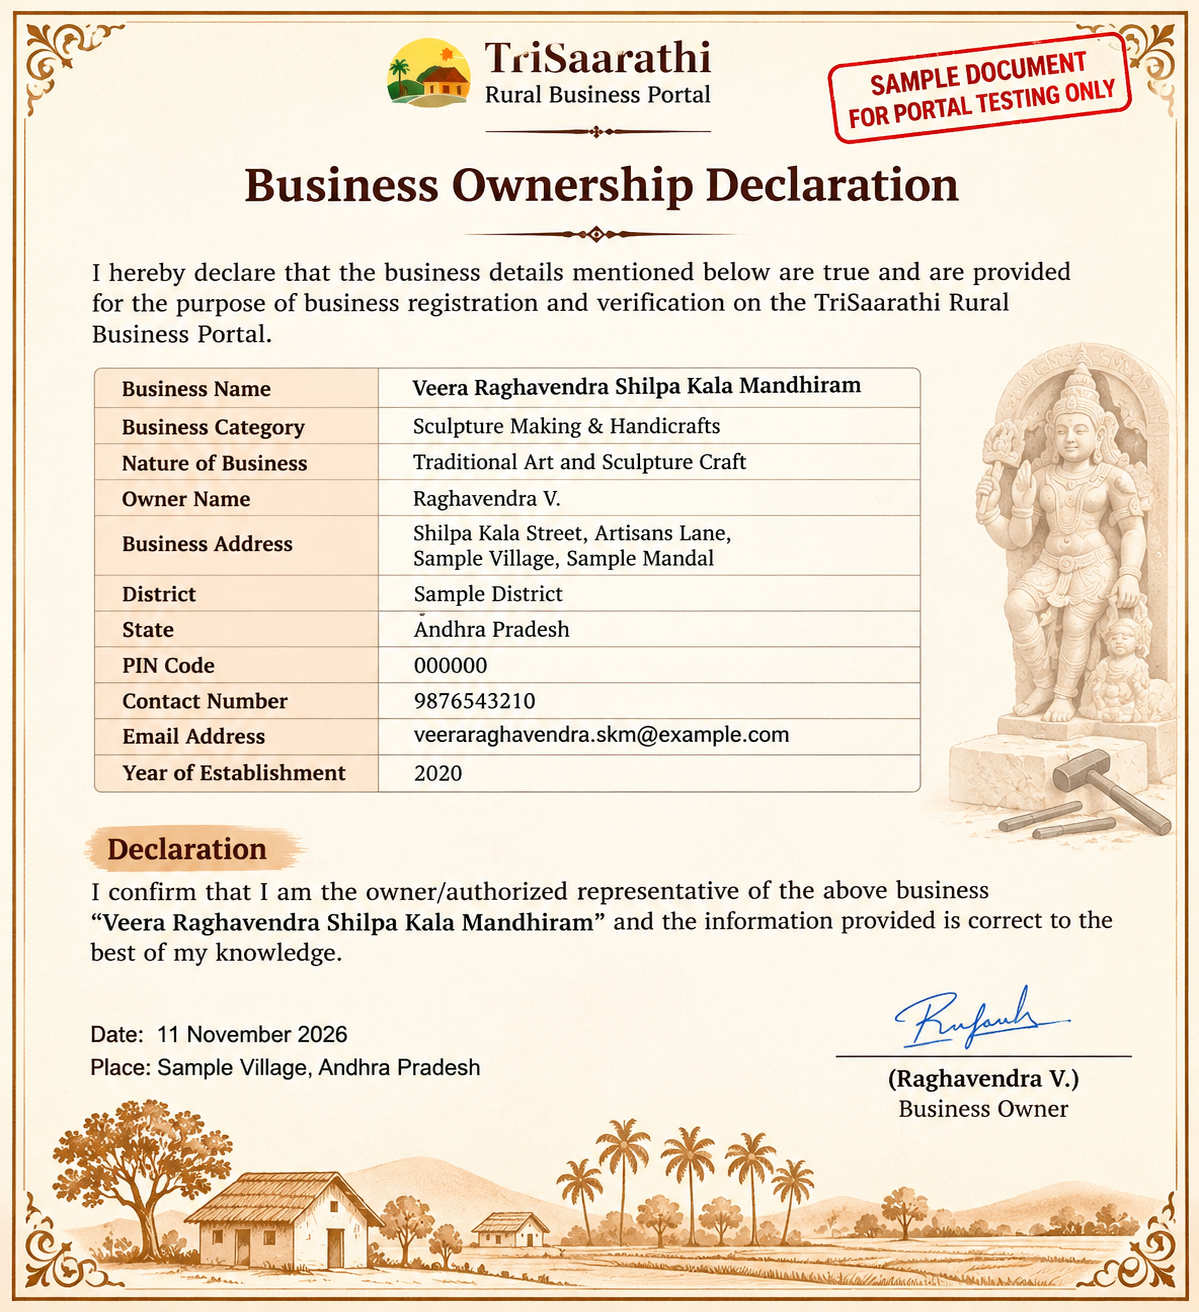 TriSaarathi
Rural Business Portal
SAMPLE DOCUMENT
FOR PORTAL TESTING ONLY
Business Ownership Declaration
I hereby declare that the business details mentioned below are true and are provided
for the purpose of business registration and verification on the TriSaarathi Rural
Business Portal.
Business Name Veera Raghavendra Shilpa Kala Mandhiram
Business Category Sculpture Making & Handicrafts
Nature of Business Traditional Art and Sculpture Craft
Owner Name Raghavendra V.
Business Address Shilpa Kala Street, Artisans Lane,
Sample Village, Sample Mandal
District Sample District
State Andhra Pradesh
PIN Code 000000
Contact Number 9876543210
Email Address veeraraghavendra.skm@example.com
Year of Establishment 2020
Declaration
I confirm that I am the owner/authorized representative of the above business
“Veera Raghavendra Shilpa Kala Mandhiram” and the information provided is correct to the
best of my knowledge.
Date: 11 November 2026
Place: Sample Village, Andhra Pradesh
(Raghavendra V.)
Business Owner